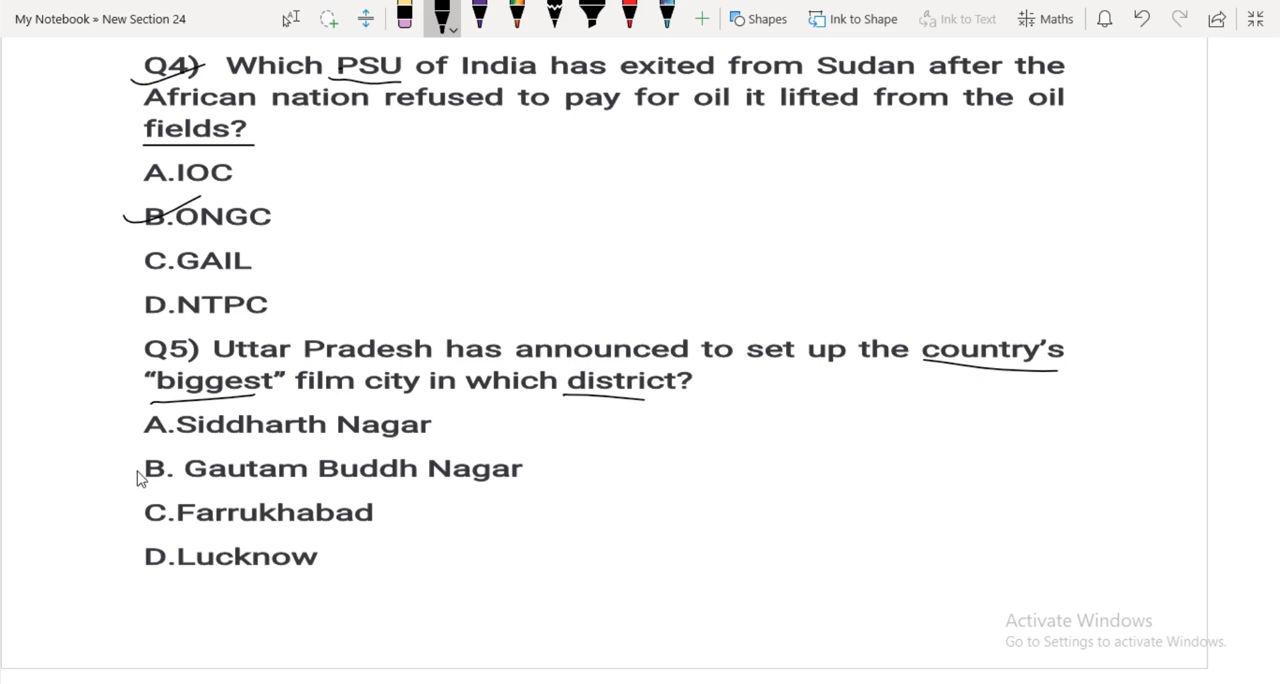 My Notebook » New Section 24
Shapes
Ink to Shape
Ink to Text
Maths
Q4) Which PSU of India has exited from Sudan after the
African nation refused to pay for oil it lifted from the oil
fields?
A.IOC
B.ONGC
C.GAIL
D.NTPC
Q5) Uttar Pradesh has announced to set up the country’s
“biggest” film city in which district?
A.Siddharth Nagar
B. Gautam Buddh Nagar
C.Farrukhabad
D.Lucknow
Activate Windows
Go to Settings to activate Windows.